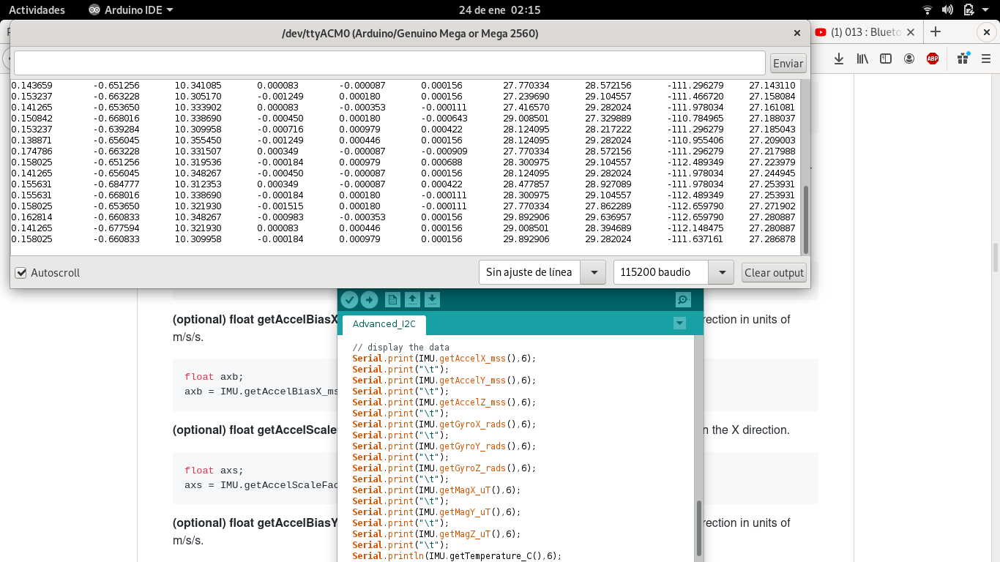 Actividades Arduino IDE 24 de ene 02:15
/dev/ttyACM0 (Arduino/Genuino Mega or Mega 2560)
(1) 013 : Blueto
Enviar
ABP
0.143659 -0.651256 10.341085 0.000083 -0.000087 0.000156 27.770334 28.572156 -111.296279 27.143110
0.153237 -0.663228 10.305170 -0.001249 0.000180 0.000156 27.239690 29.104557 -111.466720 27.158084
0.141265 -0.653650 10.333902 0.000083 -0.000353 -0.000111 27.416570 29.282024 -111.978034 27.161081
0.150842 -0.668016 10.338690 -0.000450 0.000180 -0.000643 29.008501 27.329889 -110.784965 27.188037
0.153237 -0.639284 10.309958 -0.000716 0.000979 0.000422 28.124095 28.217222 -111.296279 27.185043
0.138871 -0.656045 10.355450 -0.001249 0.000446 0.000156 28.124095 29.282024 -110.955406 27.209003
0.174786 -0.663228 10.331507 0.000349 -0.000087 -0.000909 27.770334 28.572156 -111.296279 27.217988
0.158025 -0.651256 10.319536 -0.000184 0.000979 0.000688 28.300975 29.104557 -112.489349 27.223979
0.141265 -0.656045 10.348267 -0.000450 -0.000087 0.000156 28.124095 29.282024 -111.978034 27.244945
0.155631 -0.684777 10.312353 0.000349 -0.000087 0.000422 28.477857 28.927089 -111.978034 27.253931
0.155631 -0.668016 10.338690 -0.000184 0.000180 -0.000111 28.300975 29.104557 -112.489349 27.253931
0.158025 -0.653650 10.321930 -0.001515 0.000180 -0.000111 27.770334 27.862289 -112.659790 27.271902
0.162814 -0.660833 10.348267 -0.000983 -0.000353 0.000156 29.892906 29.636957 -112.659790 27.280887
0.141265 -0.677594 10.321930 0.000083 0.000446 0.000156 29.008501 28.394689 -112.148475 27.280887
0.158025 -0.660833 10.309958 -0.000184 0.000979 0.000156 29.892906 29.282024 -111.637161 27.286878
Autoscroll Sin ajuste de línea 115200 baudio Clear output
(optional) float getAccelBiasX
rection in units of
m/s/s.
float axb;
axb = IMU.getAccelBiasX_ms
(optional) float getAccelScale
n the X direction.
float axs;
axs = IMU.getAccelScaleFac
(optional) float getAccelBiasY
rection in units of
m/s/s.
Advanced_I2C
// display the data
Serial.print(IMU.getAccelX_mss(),6);
Serial.print("\t");
Serial.print(IMU.getAccelY_mss(),6);
Serial.print("\t");
Serial.print(IMU.getAccelZ_mss(),6);
Serial.print("\t");
Serial.print(IMU.getGyroX_rads(),6);
Serial.print("\t");
Serial.print(IMU.getGyroY_rads(),6);
Serial.print("\t");
Serial.print(IMU.getGyroZ_rads(),6);
Serial.print("\t");
Serial.print(IMU.getMagX_uT(),6);
Serial.print("\t");
Serial.print(IMU.getMagY_uT(),6);
Serial.print("\t");
Serial.print(IMU.getMagZ_uT(),6);
Serial.print("\t");
Serial.println(IMU.getTemperature_C(),6);